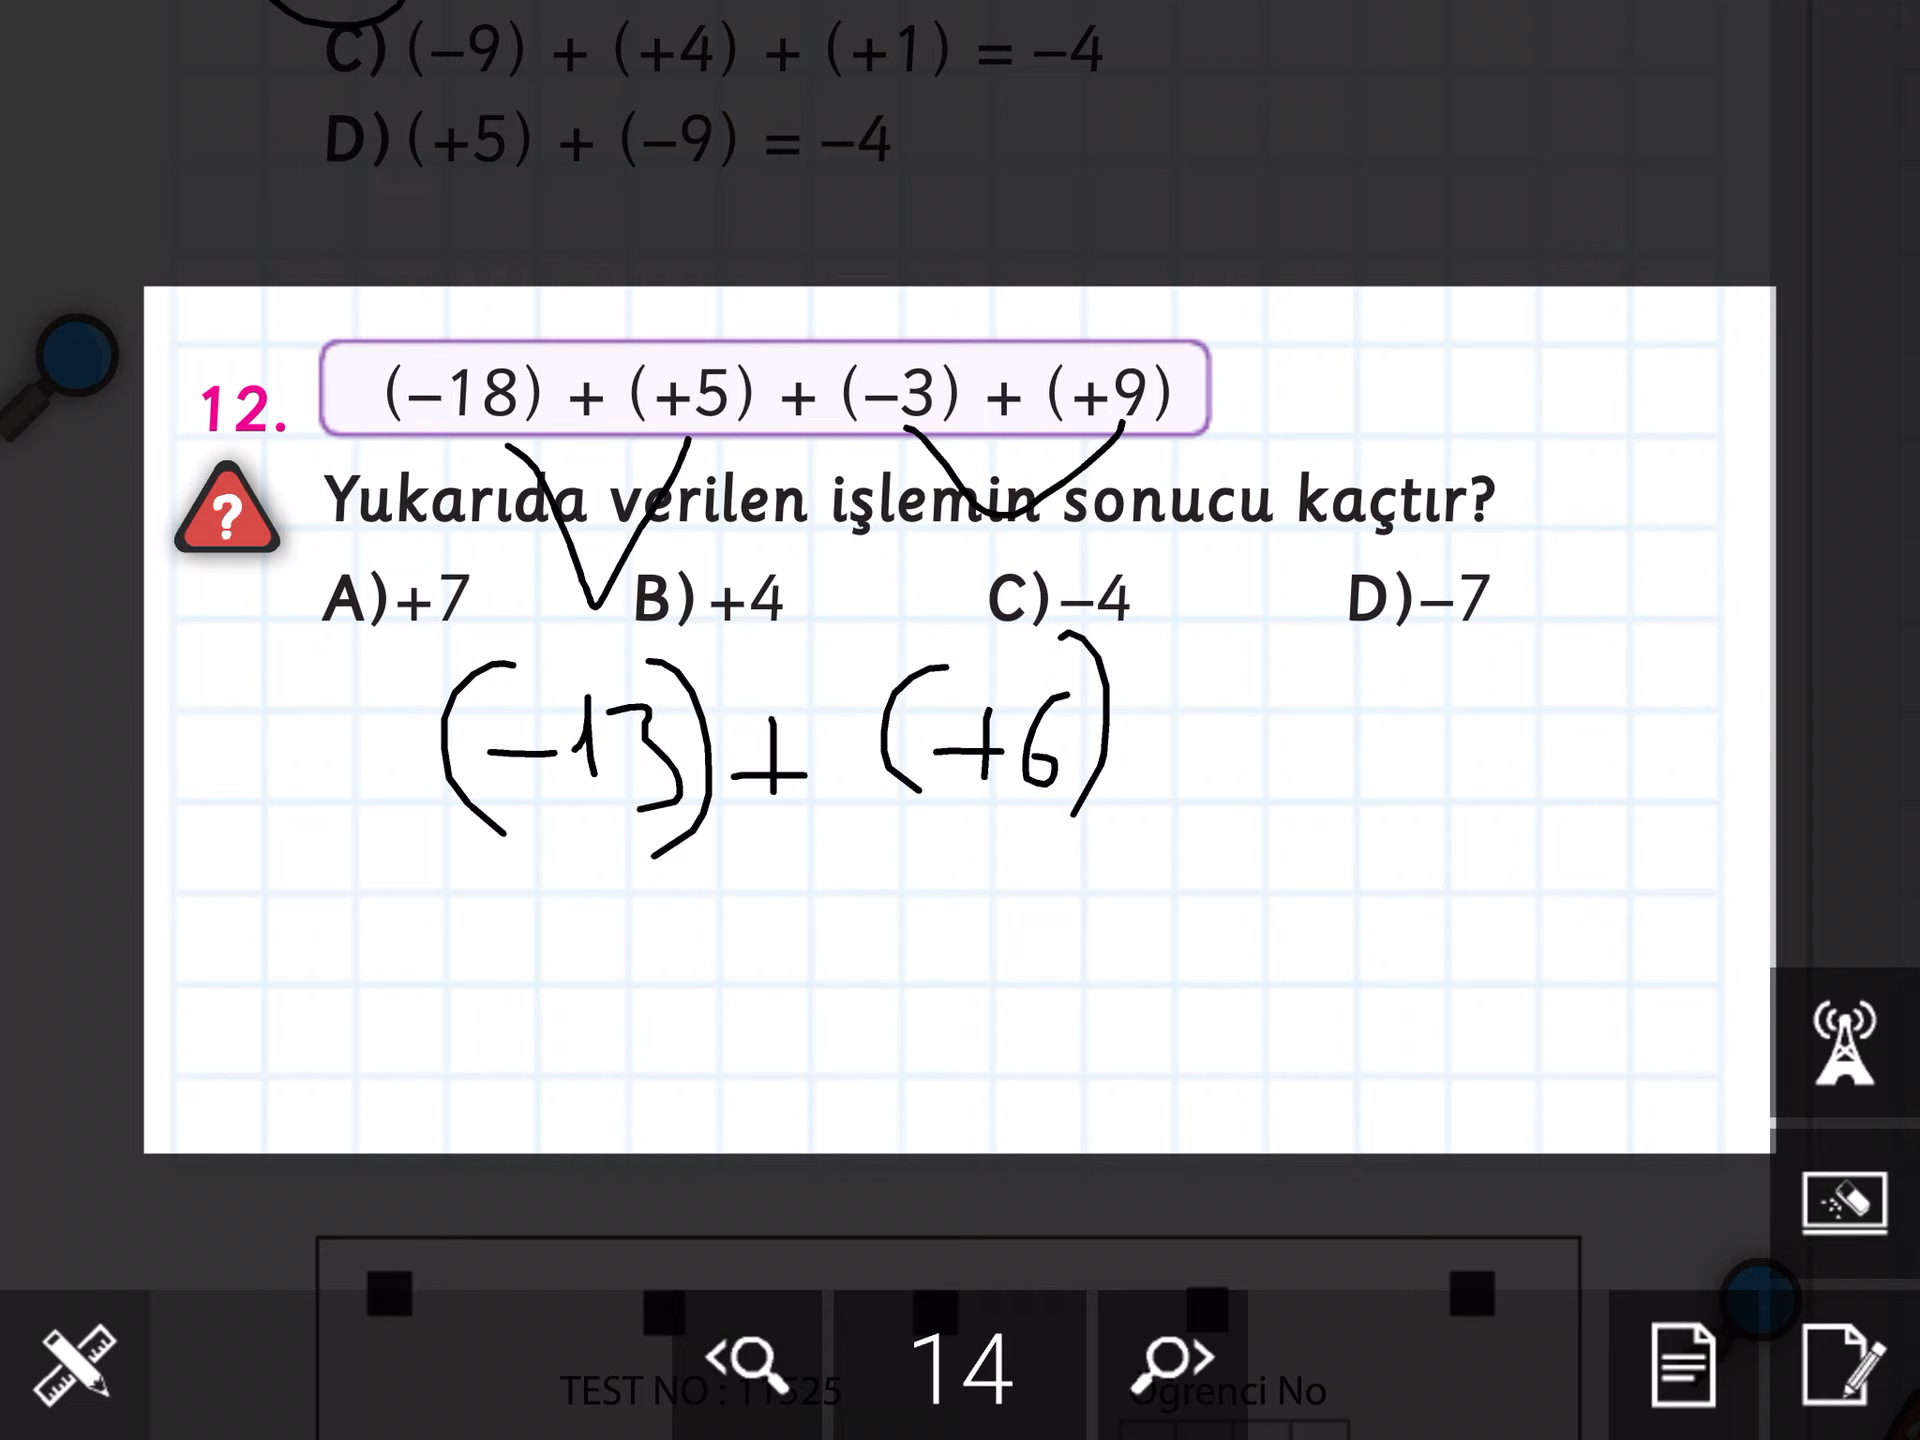 C) (–9) + (+4) + (+1) = –4
D) (+5) + (–9) = –4
12. (–18) + (+5) + (–3) + (+9)
?
Yukarıda verilen işlemin sonucu kaçtır?
A) +7 B) +4 C) –4 D) –7
(–13) + (+6)
14
TEST NO : 11525 Öğrenci No